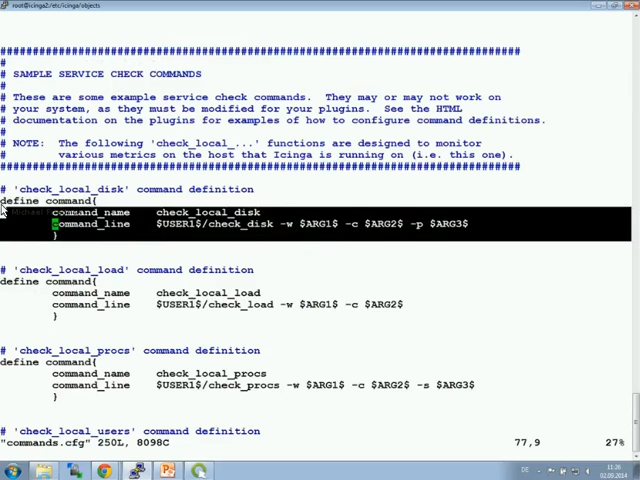 root@icinga2:/etc/icinga/objects
################################################################################
#
# SAMPLE SERVICE CHECK COMMANDS
#
# These are some example service check commands.  They may or may not work on
# your system, as they must be modified for your plugins.  See the HTML
# documentation on the plugins for examples of how to configure command definitions.
#
# NOTE:  The following 'check_local_...' functions are designed to monitor
#        various metrics on the host that Icinga is running on (i.e. this one).
################################################################################
# 'check_local_disk' command definition
define command{
command_name    check_local_disk
command_line    $USER1$/check_disk -w $ARG1$ -c $ARG2$ -p $ARG3$
}
# 'check_local_load' command definition
define command{
command_name    check_local_load
command_line    $USER1$/check_load -w $ARG1$ -c $ARG2$
}
# 'check_local_procs' command definition
define command{
command_name    check_local_procs
command_line    $USER1$/check_procs -w $ARG1$ -c $ARG2$ -s $ARG3$
}
# 'check_local_users' command definition
"commands.cfg" 250L, 8098C    77,9    27%
DE
11:26
02.09.2014